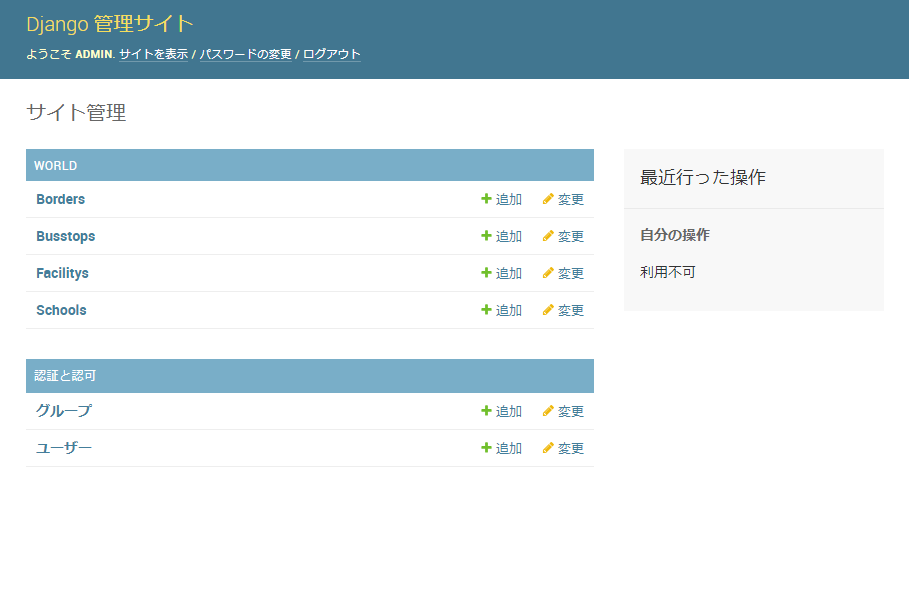 Django 管理サイト
ようこそ ADMIN. サイトを表示 / パスワードの変更 / ログアウト
サイト管理
WORLD
Borders 追加 変更
Busstops 追加 変更
Facilitys 追加 変更
Schools 追加 変更
認証と認可
グループ 追加 変更
ユーザー 追加 変更
最近行った操作
自分の操作
利用不可